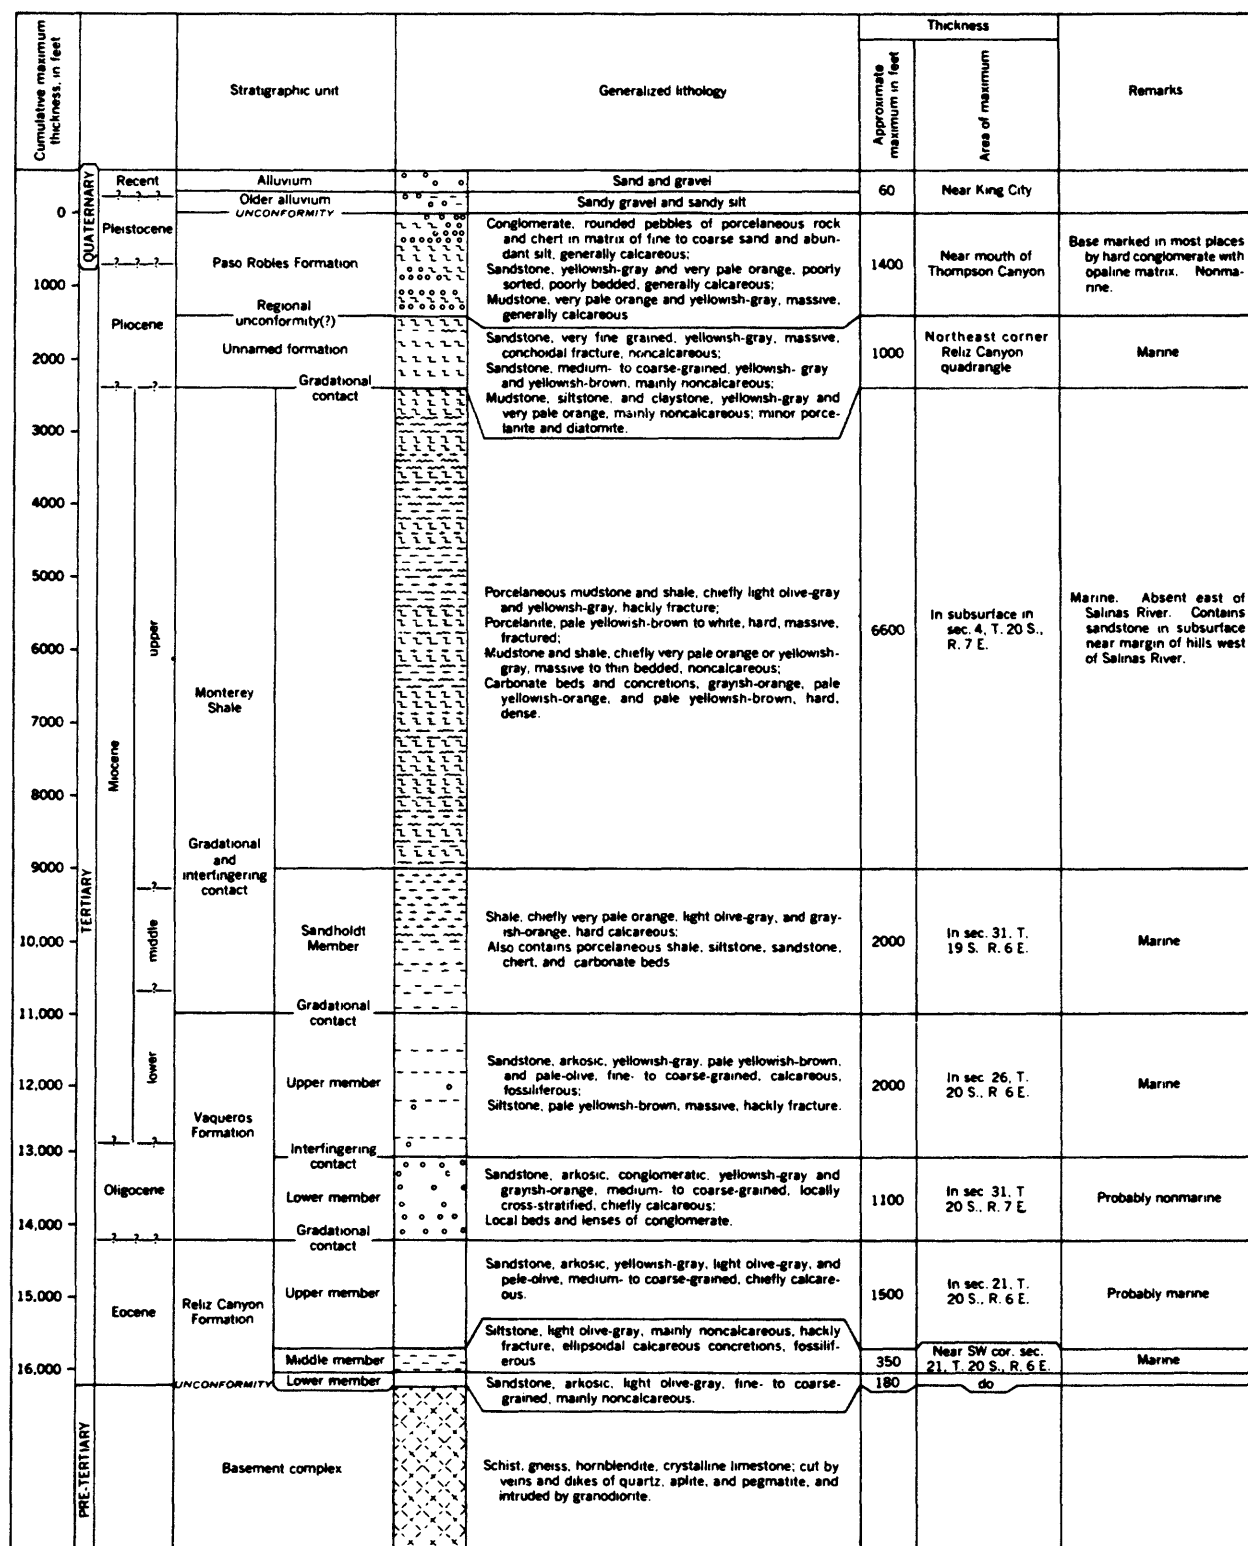 Cumulative maximum
thickness, in feet
Stratigraphic unit
Generalized lithology
Thickness
Approximate
maximum in feet
Area of maximum
Remarks
QUATERNARY
TERTIARY
PRE-TERTIARY
0
1000
2000
3000
4000
5000
6000
7000
8000
9000
10.000
11.000
12.000
13.000
14.000
15.000
16.000
Recent
? ? ?
Pleistocene
? ? ?
Pliocene
? ?
Miocene
upper
?
middle
?
lower
? ?
Oligocene
? ? ?
Eocene
Alluvium
Sand and gravel
60
Near King City
Older alluvium
Sandy gravel and sandy silt
UNCONFORMITY
Paso Robles Formation
Conglomerate, rounded pebbles of porcelaneous rock
and chert in matrix of fine to coarse sand and abun-
dant silt, generally calcareous;
Sandstone, yellowish-gray and very pale orange, poorly
sorted, poorly bedded, generally calcareous;
Mudstone, very pale orange and yellowish-gray, massive,
generally calcareous
1400
Near mouth of
Thompson Canyon
Base marked in most places
by hard conglomerate with
opaline matrix. Nonma-
rine.
Regional
unconformity(?)
Unnamed formation
Sandstone, very fine grained, yellowish-gray, massive,
conchoidal fracture, noncalcareous;
Sandstone, medium- to coarse-grained, yellowish- gray
and yellowish-brown, mainly noncalcareous;
Mudstone, siltstone, and claystone, yellowish-gray and
very pale orange, mainly noncalcareous; minor porce-
lanite and diatomite.
1000
Northeast corner
Reliz Canyon
quadrangle
Marine
Gradational
contact
Monterey
Shale
Porcelaneous mudstone and shale, chiefly light olive-gray
and yellowish-gray, hackly fracture;
Porcelanite, pale yellowish-brown to white, hard, massive,
fractured;
Mudstone and shale, chiefly very pale orange or yellowish-
gray, massive to thin bedded, noncalcareous;
Carbonate beds and concretions, grayish-orange, pale
yellowish-orange, and pale yellowish-brown, hard,
dense.
6600
In subsurface in
sec. 4, T. 20 S.,
R. 7 E.
Marine. Absent east of
Salinas River. Contains
sandstone in subsurface
near margin of hills west
of Salinas River.
Gradational
and
interfingering
contact
Sandholdt
Member
Shale, chiefly very pale orange, light olive-gray, and gray-
ish-orange, hard calcareous;
Also contains porcelaneous shale, siltstone, sandstone,
chert, and carbonate beds
2000
In sec. 31, T.
19 S. R. 6 E.
Marine
Gradational
contact
Vaqueros
Formation
Upper member
Sandstone, arkosic, yellowish-gray, pale yellowish-brown,
and pale-olive, fine- to coarse-grained, calcareous,
fossiliferous;
Siltstone, pale yellowish-brown, massive, hackly fracture.
2000
In sec 26, T.
20 S., R 6 E.
Marine
Interfingering
contact
Lower member
Sandstone, arkosic, conglomeratic, yellowish-gray and
grayish-orange, medium- to coarse-grained, locally
cross-stratified, chiefly calcareous;
Local beds and lenses of conglomerate.
1100
In sec 31, T
20 S., R. 7 E.
Probably nonmarine
Gradational
contact
Reliz Canyon
Formation
Upper member
Sandstone, arkosic, yellowish-gray, light olive-gray, and
pele-olive, medium- to coarse-grained, chiefly calcare-
ous.
1500
In sec. 21, T.
20 S., R. 6 E.
Probably marine
Middle member
Siltstone, light olive-gray, mainly noncalcareous, hackly
fracture, ellipsoidal calcareous concretions, fossilif-
erous
350
Near SW cor. sec.
21, T. 20 S., R. 6 E.
Marine
UNCONFORMITY
Lower member
Sandstone, arkosic, light olive-gray, fine- to coarse-
grained, mainly noncalcareous.
180
do
Basement complex
Schist, gneiss, hornblendite, crystalline limestone; cut by
veins and dikes of quartz, aplite, and pegmatite, and
intruded by granodiorite.